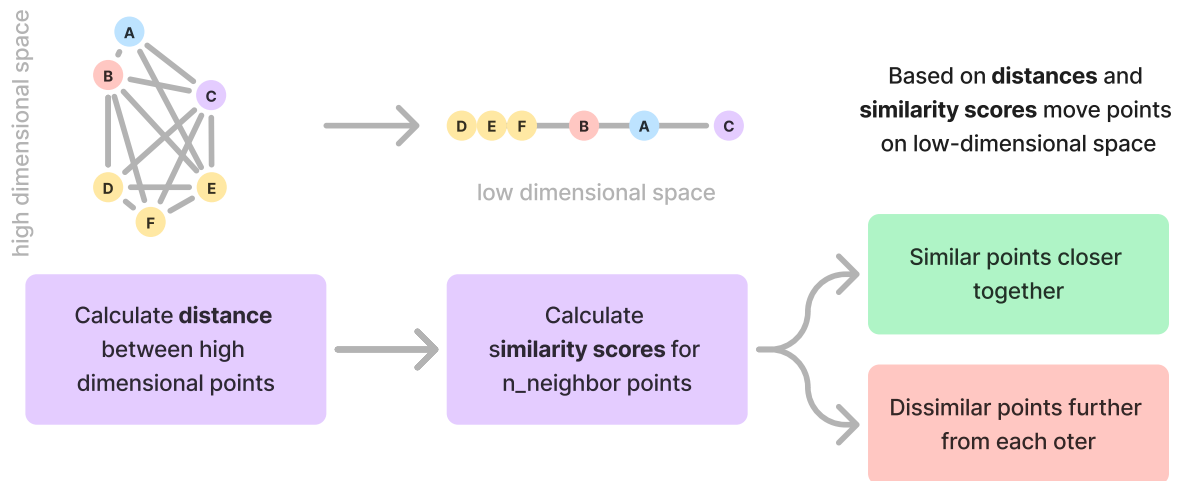 high dimensional space
A
B
C
D
E
F
D E F B A C
low dimensional space
Based on distances and
similarity scores move points
on low-dimensional space
Calculate distance
between high
dimensional points
Calculate
similarity scores for
n_neighbor points
Similar points closer
together
Dissimilar points further
from each oter